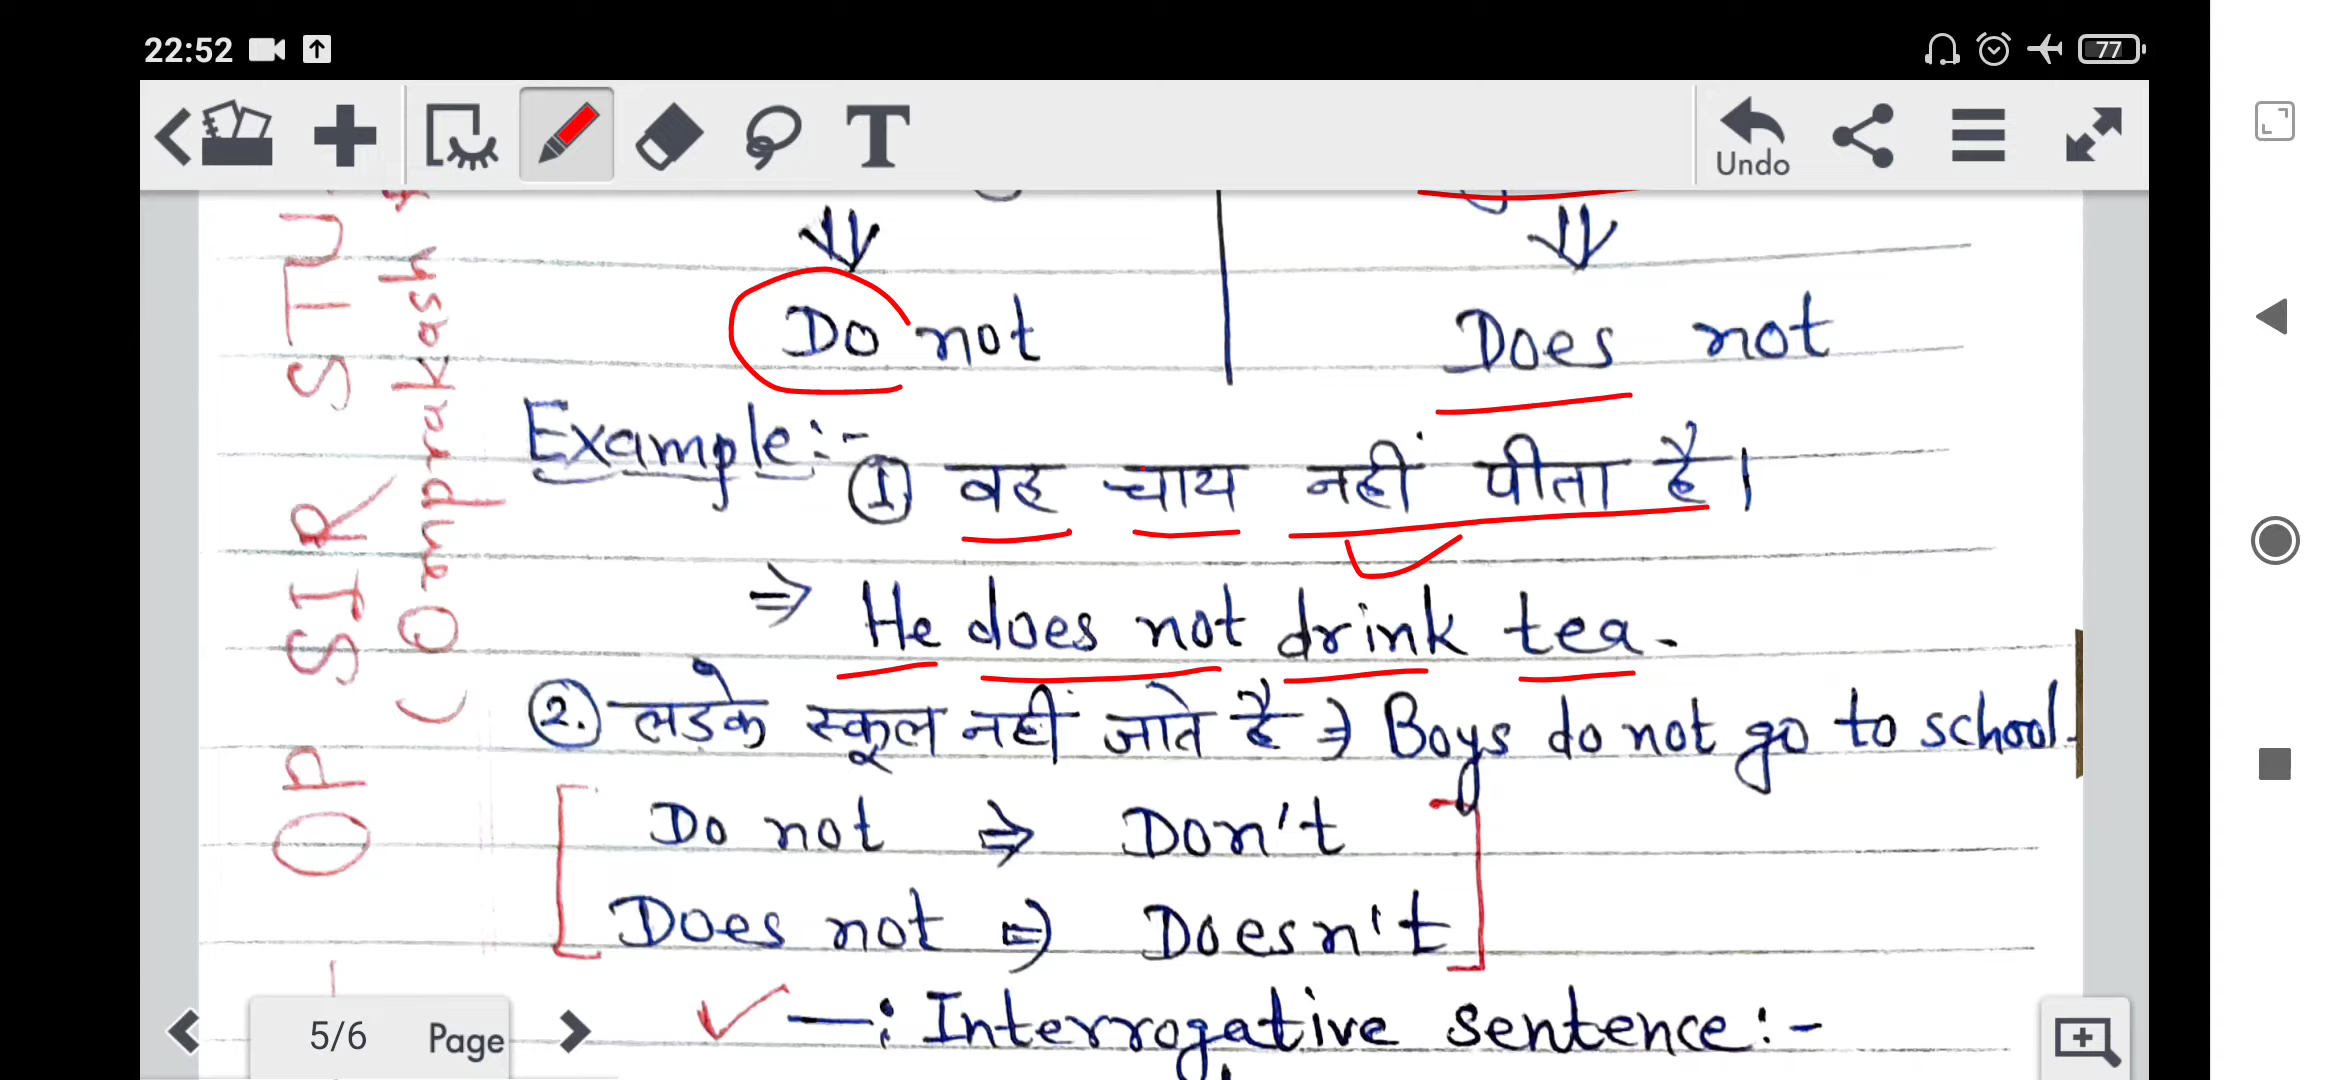 22:52
77
Undo
Do not
Does not
Example:-
① वह चाय नहीं पीता है।
⇒ He does not drink tea.
②. लड़के स्कूल नहीं जाते है ⇒ Boys do not go to school.
Do not ⇒ Don't
Does not ⇒ Doesn't
✓ —: Interrogative sentence:-
OP SIR STU
(Omprakash
5/6 Page